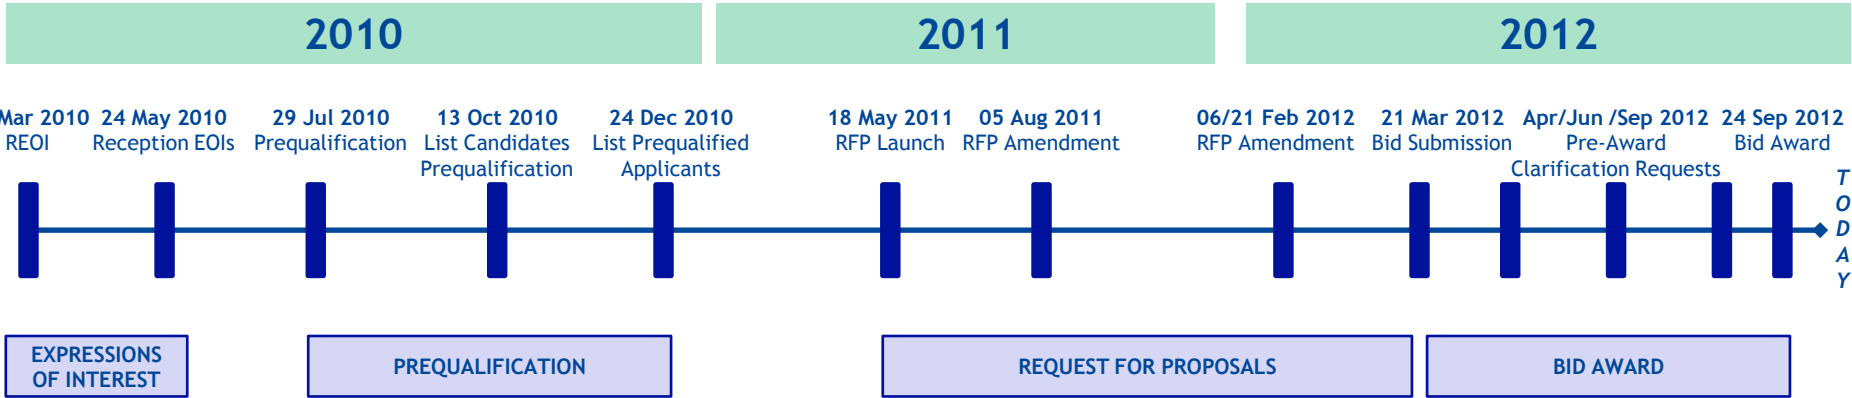 2010
2011
2012
Mar 2010
REOI
24 May 2010
Reception EOIs
29 Jul 2010
Prequalification
13 Oct 2010
List Candidates
Prequalification
24 Dec 2010
List Prequalified
Applicants
18 May 2011
RFP Launch
05 Aug 2011
RFP Amendment
06/21 Feb 2012
RFP Amendment
21 Mar 2012
Bid Submission
Apr/Jun /Sep 2012
Pre-Award
Clarification Requests
24 Sep 2012
Bid Award
TODAY
EXPRESSIONS
OF INTEREST
PREQUALIFICATION
REQUEST FOR PROPOSALS
BID AWARD